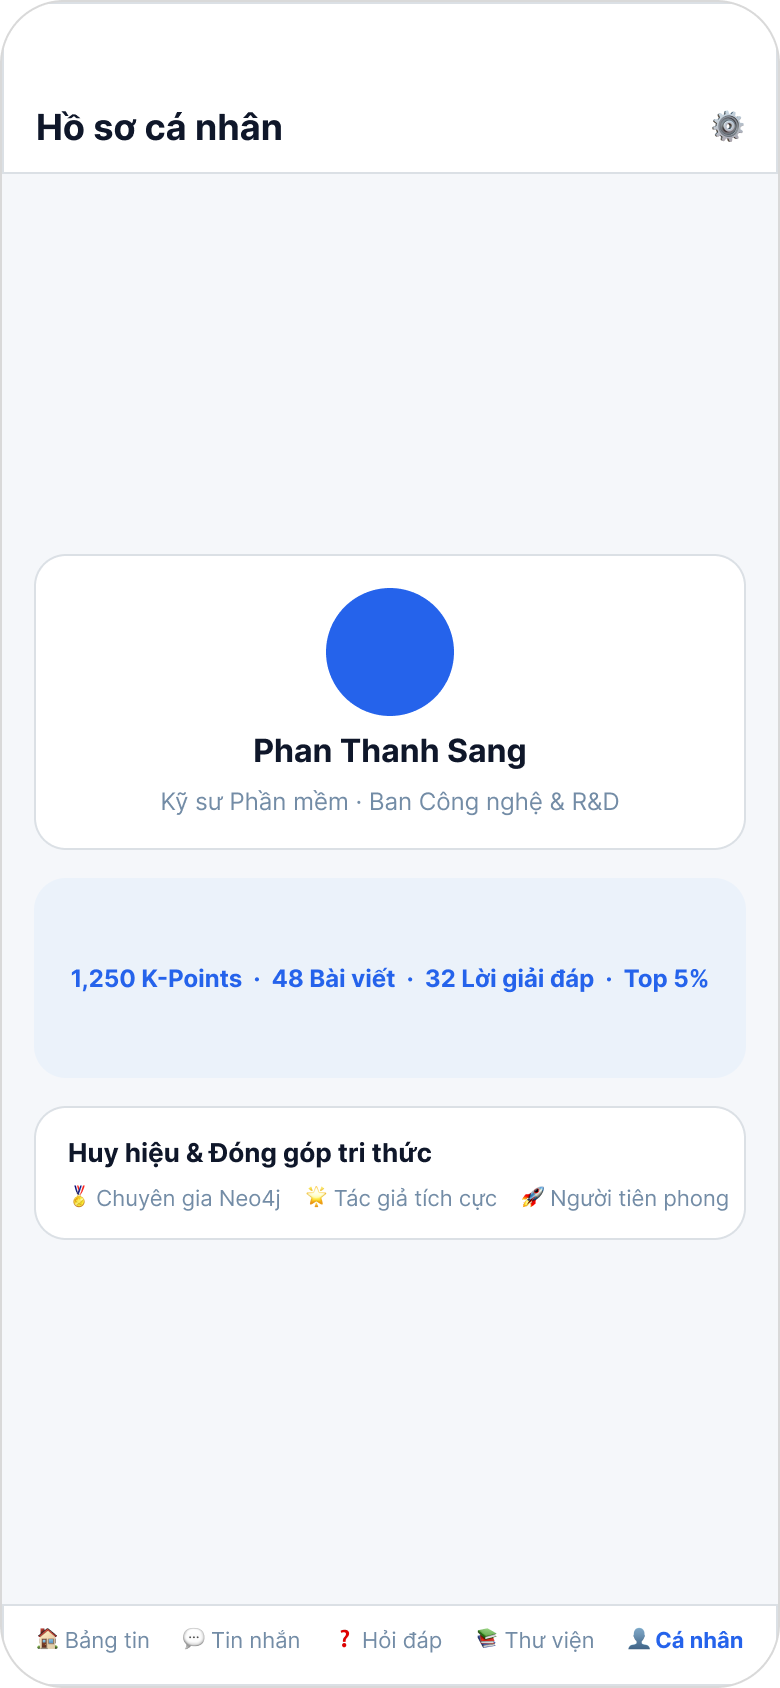 Hồ sơ cá nhân
Phan Thanh Sang
Kỹ sư Phần mềm · Ban Công nghệ & R&D
1,250 K-Points · 48 Bài viết · 32 Lời giải đáp · Top 5%
Huy hiệu & Đóng góp tri thức
🏅 Chuyên gia Neo4j 🌟 Tác giả tích cực 🚀 Người tiên phong
🏠 Bảng tin 💬 Tin nhắn ❓ Hỏi đáp 📚 Thư viện 👤 Cá nhân